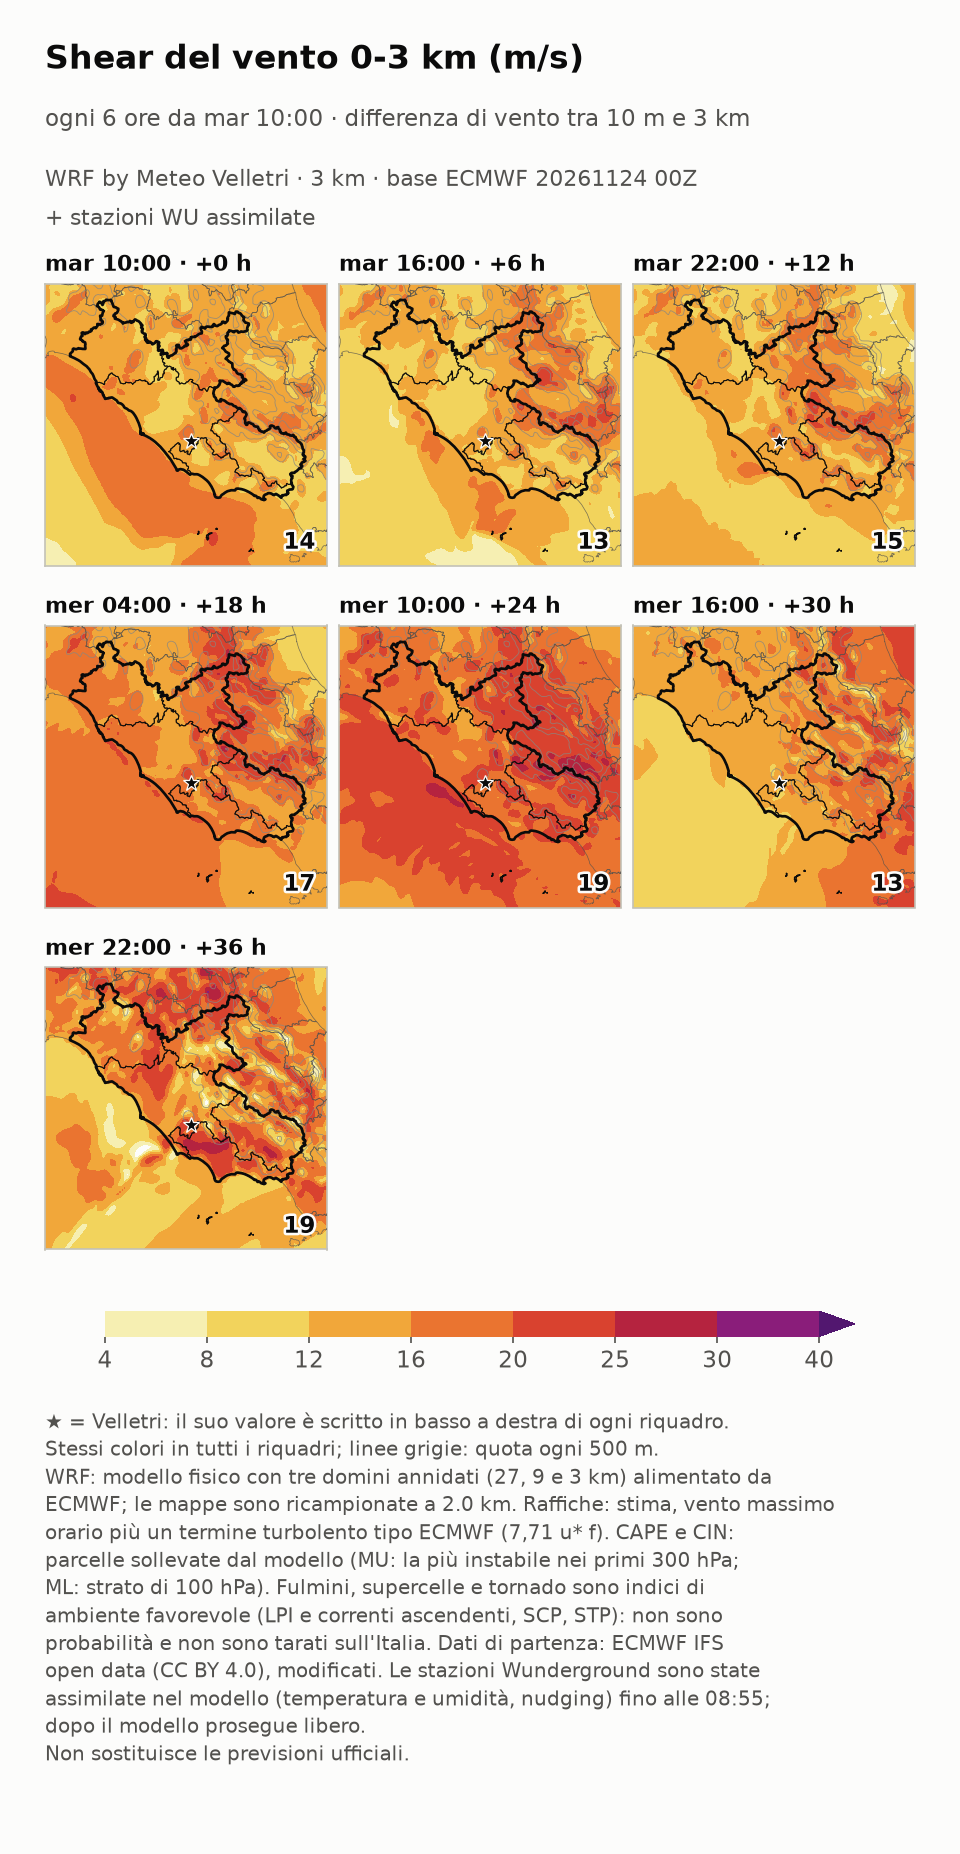 Shear del vento 0-3 km (m/s)
ogni 6 ore da mar 10:00 · differenza di vento tra 10 m e 3 km
WRF by Meteo Velletri · 3 km · base ECMWF 20261124 00Z
+ stazioni WU assimilate
mar 10:00 · +0 h
mar 16:00 · +6 h
mar 22:00 · +12 h
14
13
15
mer 04:00 · +18 h
mer 10:00 · +24 h
mer 16:00 · +30 h
17
19
13
mer 22:00 · +36 h
19
4 8 12 16 20 25 30 40
★ = Velletri: il suo valore è scritto in basso a destra di ogni riquadro.
Stessi colori in tutti i riquadri; linee grigie: quota ogni 500 m.
WRF: modello fisico con tre domini annidati (27, 9 e 3 km) alimentato da
ECMWF; le mappe sono ricampionate a 2.0 km. Raffiche: stima, vento massimo
orario più un termine turbolento tipo ECMWF (7,71 u* f). CAPE e CIN:
parcelle sollevate dal modello (MU: la più instabile nei primi 300 hPa;
ML: strato di 100 hPa). Fulmini, supercelle e tornado sono indici di
ambiente favorevole (LPI e correnti ascendenti, SCP, STP): non sono
probabilità e non sono tarati sull'Italia. Dati di partenza: ECMWF IFS
open data (CC BY 4.0), modificati. Le stazioni Wunderground sono state
assimilate nel modello (temperatura e umidità, nudging) fino alle 08:55;
dopo il modello prosegue libero.
Non sostituisce le previsioni ufficiali.